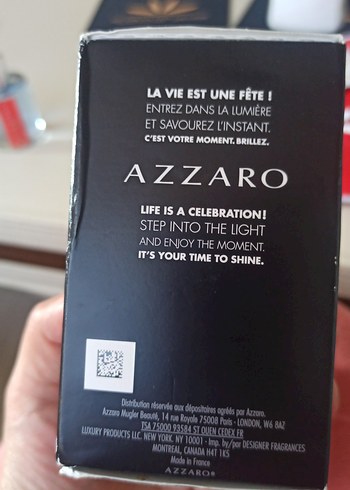 LA VIE EST UNE FÊTE !
ENTREZ DANS LA LUMIÈRE
ET SAVOUREZ L'INSTANT.
C'EST VOTRE MOMENT. BRILLEZ.
AZZARO
LIFE IS A CELEBRATION!
STEP INTO THE LIGHT
AND ENJOY THE MOMENT.
IT'S YOUR TIME TO SHINE.
Distribution réservée aux dépositaires agréés par Azzaro.
Azzaro Mugler Beauté, 14 rue Royale 75008 Paris - LONDON, W6 8AZ
TSA 75000 93584 ST OUEN CEDEX FR
LUXURY PRODUCTS LLC. NEW YORK, NY 10001 - Imp. by/par DESIGNER FRAGRANCES
MONTREAL, CANADA H4T 1K5
Made in France
AZZARO®